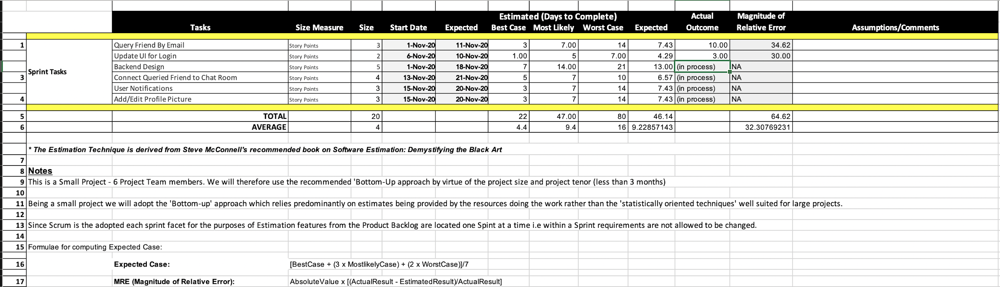 Estimated (Days to Complete) Actual Magnitude of
Tasks Size Measure Size Start Date Expected Best Case Most Likely Worst Case Expected Outcome Relative Error Assumptions/Comments
1 Query Friend By Email Story Points 3 1-Nov-20 11-Nov-20 3 7.00 14 7.43 10.00 34.62
Update UI for Login Story Points 2 6-Nov-20 10-Nov-20 1.00 5 7.00 4.29 3.00 30.00
Backend Design Story Points 5 1-Nov-20 18-Nov-20 7 14.00 21 13.00 (in process) NA
Sprint Tasks
3 Connect Queried Friend to Chat Room Story Points 4 13-Nov-20 21-Nov-20 5 7 10 6.57 (in process) NA
User Notifications Story Points 3 15-Nov-20 20-Nov-20 3 7 14 7.43 (in process) NA
4 Add/Edit Profile Picture Story Points 3 15-Nov-20 20-Nov-20 3 7 14 7.43 (in process) NA
5 TOTAL 20 22 47.00 80 46.14 64.62
6 AVERAGE 4 4.4 9.4 16 9.22857143 32.30769231
* The Estimation Technique is derived from Steve McConnell's recommended book on Software Estimation: Demystifying the Black Art
7
8 Notes
9 This is a Small Project - 6 Project Team members. We will therefore use the recommended 'Bottom-Up approach by virtue of the project size and project tenor (less than 3 months)
10
11 Being a small project we will adopt the 'Bottom-up' approach which relies predominantly on estimates being provided by the resources doing the work rather than the 'statistically oriented techniques' well suited for large projects.
12
13 Since Scrum is the adopted each sprint facet for the purposes of Estimation features from the Product Backlog are located one Spint at a time i.e within a Sprint requirements are not allowed to be changed.
14
15 Formulae for computing Expected Case:
16 Expected Case: [BestCase + (3 x MostlikelyCase) + (2 x WorstCase)]/7
17 MRE (Magnitude of Relative Error): AbsoluteValue x [(ActualResult - EstimatedResult)/ActualResult]